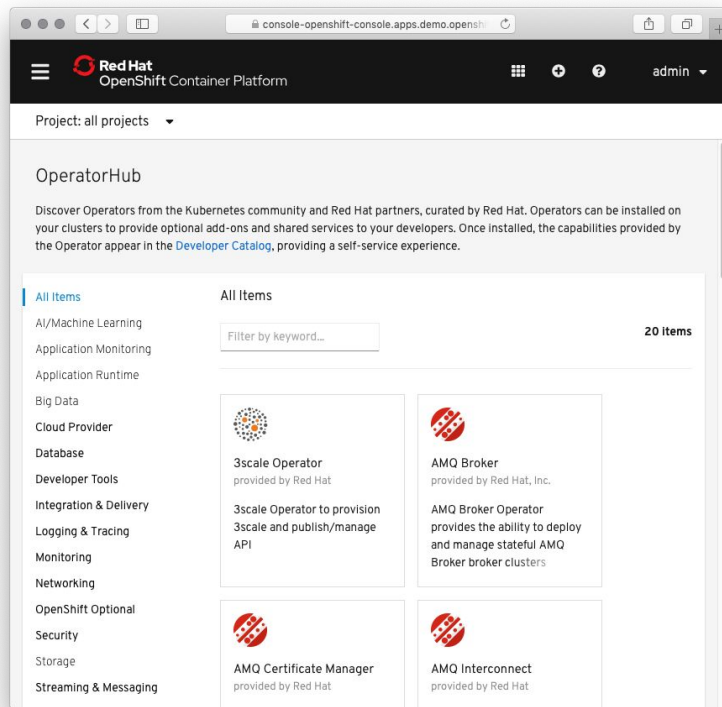 console-openshift-console.apps.demo.opensh
Red Hat
OpenShift Container Platform
admin
Project: all projects
OperatorHub
Discover Operators from the Kubernetes community and Red Hat partners, curated by Red Hat. Operators can be installed on
your clusters to provide optional add-ons and shared services to your developers. Once installed, the capabilities provided by
the Operator appear in the Developer Catalog, providing a self-service experience.
All Items
AI/Machine Learning
Application Monitoring
Application Runtime
Big Data
Cloud Provider
Database
Developer Tools
Integration & Delivery
Logging & Tracing
Monitoring
Networking
OpenShift Optional
Security
Storage
Streaming & Messaging
All Items
Filter by keyword...
20 items
3scale Operator
provided by Red Hat
3scale Operator to provision
3scale and publish/manage
API
AMQ Broker
provided by Red Hat, Inc.
AMQ Broker Operator
provides the ability to deploy
and manage stateful AMQ
Broker broker clusters
AMQ Certificate Manager
provided by Red Hat
AMQ Interconnect
provided by Red Hat